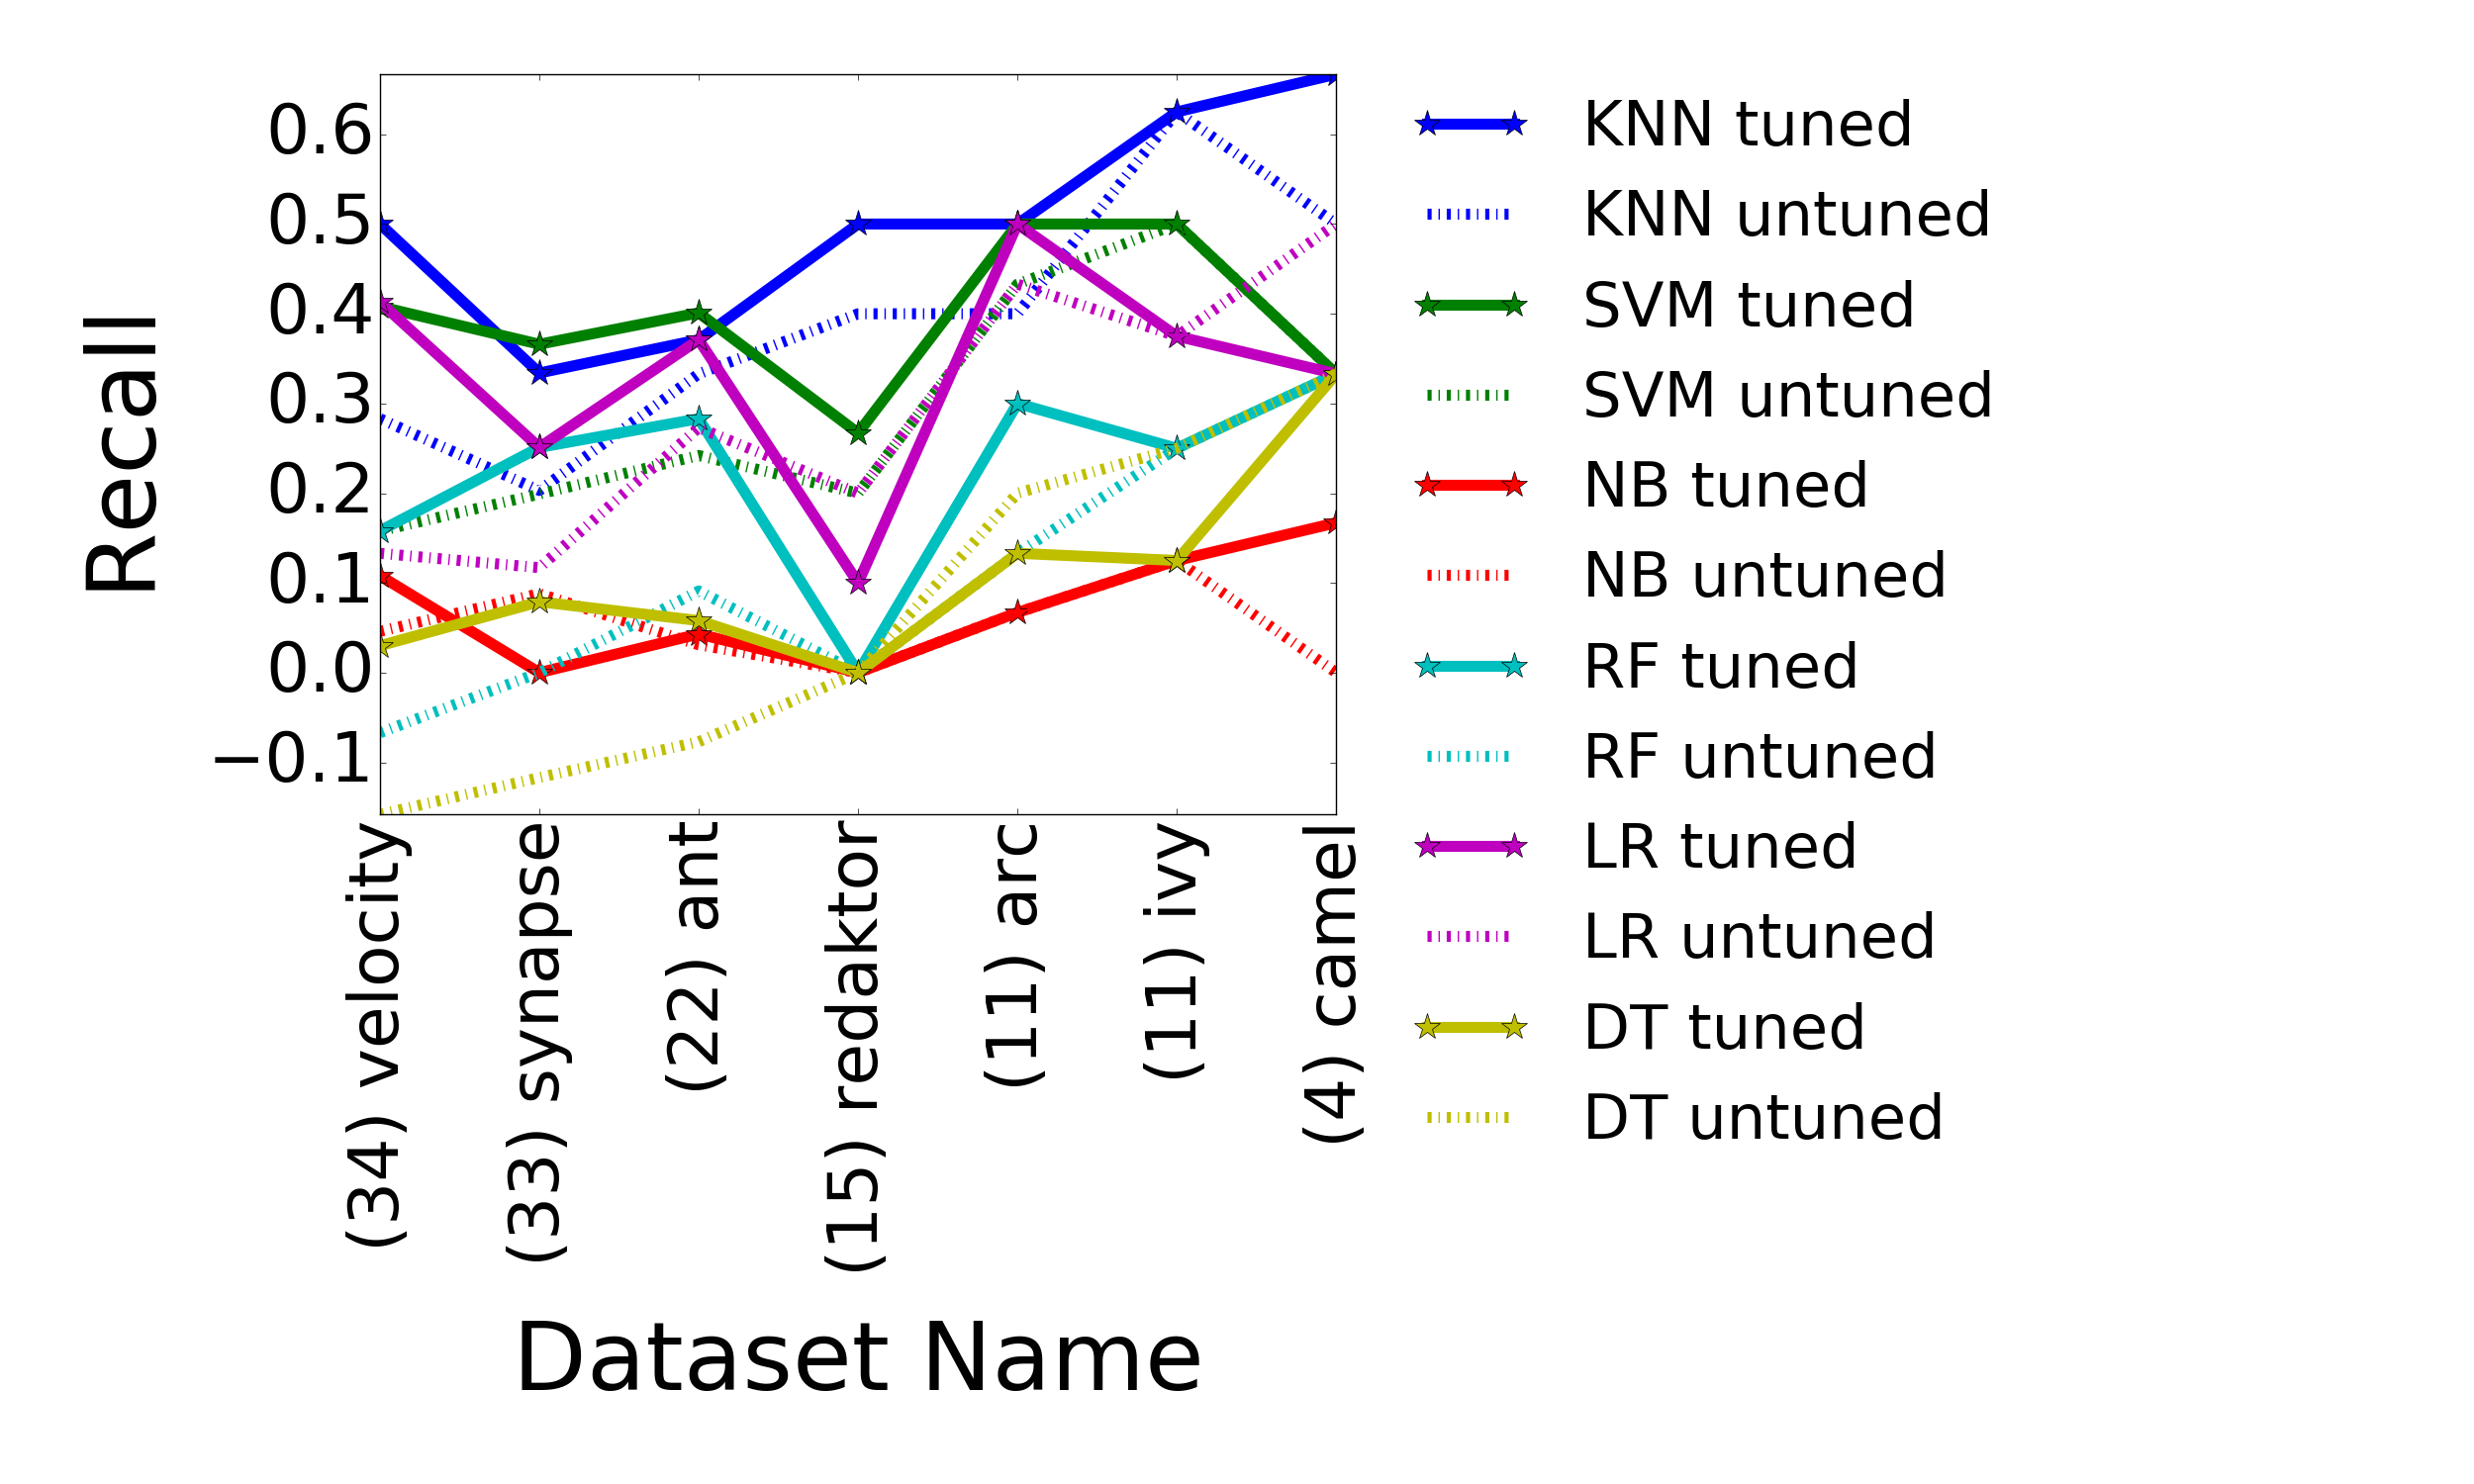 Recall
0.6
0.5
0.4
0.3
0.2
0.1
0.0
−0.1
(34) velocity
(33) synapse
(22) ant
(15) redaktor
(11) arc
(11) ivy
(4) camel
Dataset Name
KNN tuned
KNN untuned
SVM tuned
SVM untuned
NB tuned
NB untuned
RF tuned
RF untuned
LR tuned
LR untuned
DT tuned
DT untuned